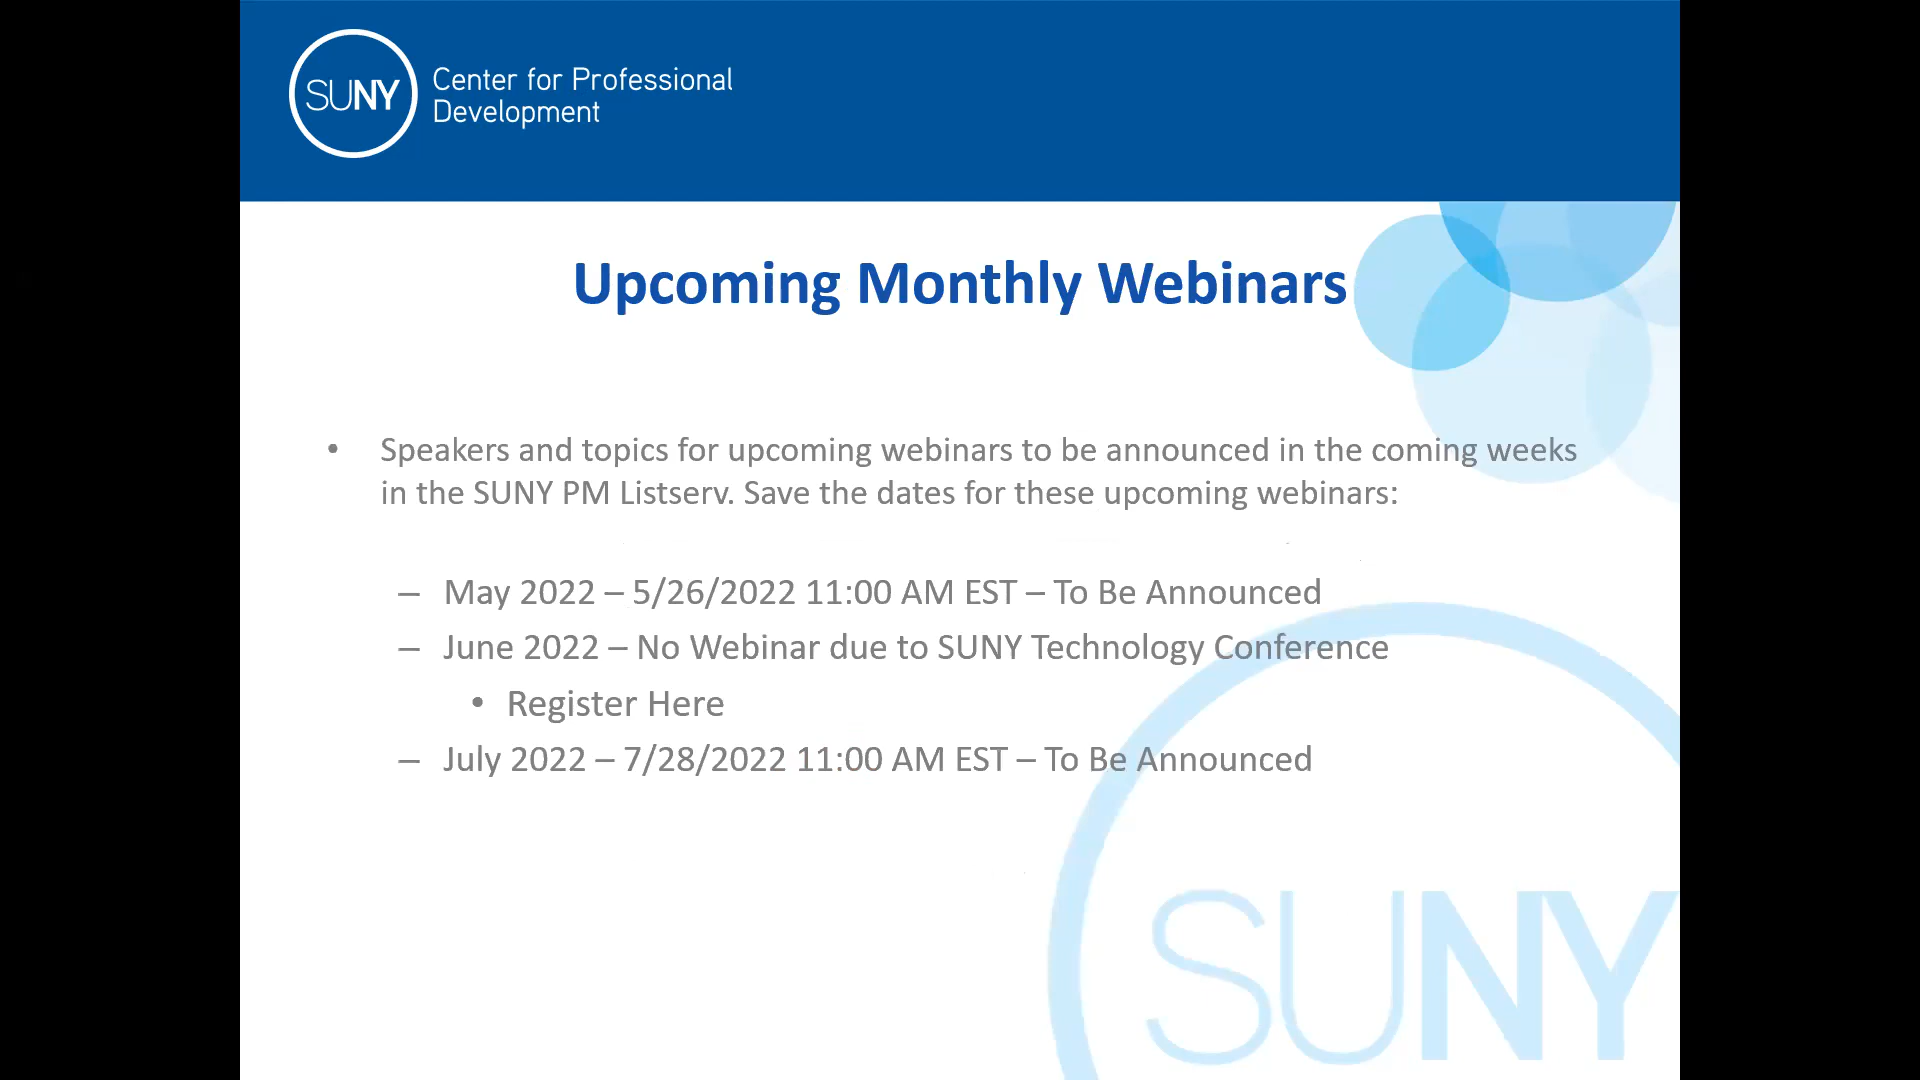 SUNY
Center for Professional
Development
Upcoming Monthly Webinars
• Speakers and topics for upcoming webinars to be announced in the coming weeks
in the SUNY PM Listserv. Save the dates for these upcoming webinars:
– May 2022 – 5/26/2022 11:00 AM EST – To Be Announced
– June 2022 – No Webinar due to SUNY Technology Conference
• Register Here
– July 2022 – 7/28/2022 11:00 AM EST – To Be Announced
SUNY